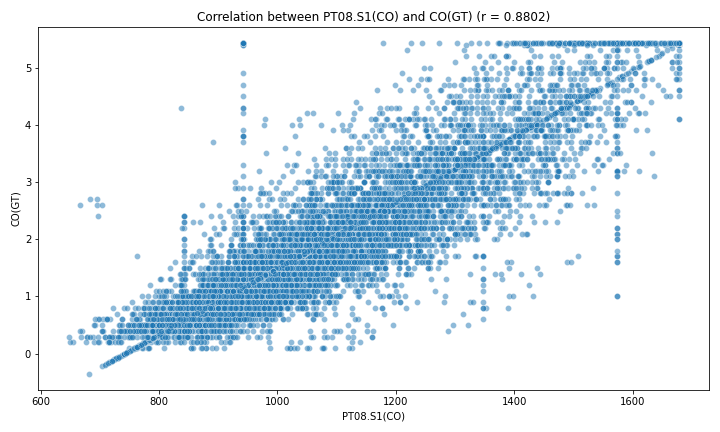 Correlation between PT08.S1(CO) and CO(GT) (r = 0.8802)
5
4
3
2
1
0
CO(GT)
600 800 1000 1200 1400 1600
PT08.S1(CO)